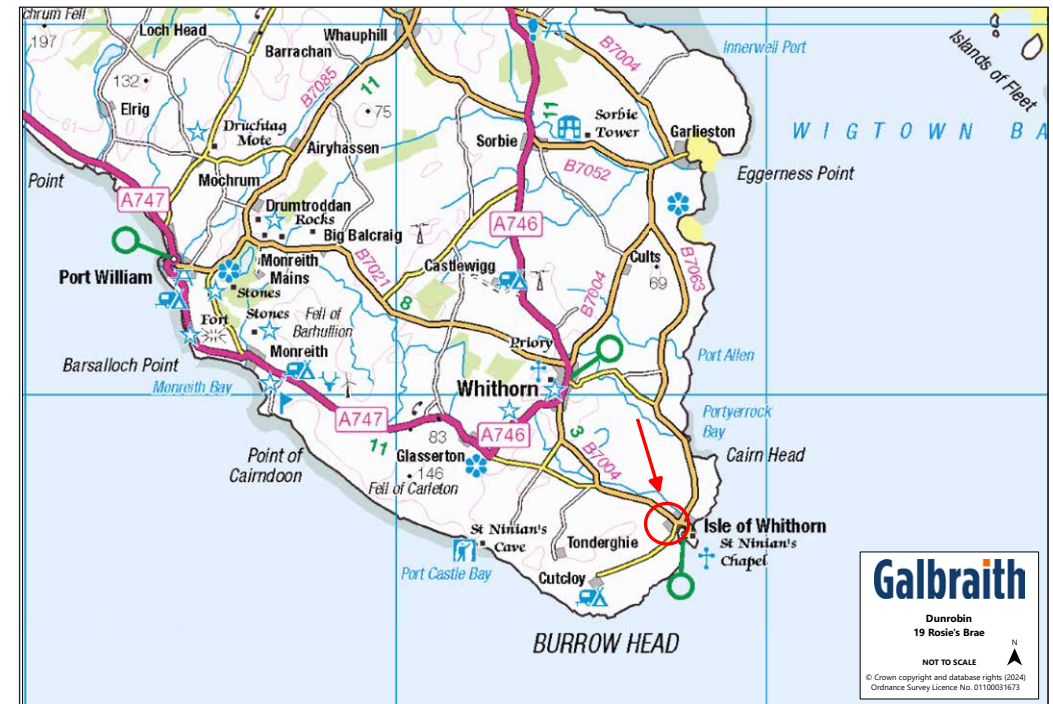 chrum Fell
197
Loch Head
Whauphill
Barrachan
B7004
Innerwell Port
Islands of Fleet
132
B7085
11
75
11
Elrig
61
Druchtag
Mote
Sorbie
Tower
Garlieston
WIGTOWN BA
Airyhassen
Sorbie
Point
Mochrum
B7052
Eggerness Point
A747
Drumtroddan
Rocks
Big Balcraig
A746
Cults
Port William
Monreith
Mains
Stones
B7021
Castlewigg
B7004
69
B7063
8
Fort
Stones
Fell of
Barhullion
Priory
Port Allen
Barsalloch Point
Monreith
Monreith Bay
Whithorn
Portyerrock
Bay
A747
11
83
A746
3
B7004
Cairn Head
Point of
Cairndoon
Glasserton
146
Fell of Carleton
St Ninian's
Cave
Tonderghie
Isle of Whithorn
St Ninian's
Chapel
Port Castle Bay
Cutcloy
BURROW HEAD
Galbraith
Dunrobin
19 Rosie's Brae
N
NOT TO SCALE
© Crown copyright and database rights (2024)
Ordnance Survey Licence No. 01100031673